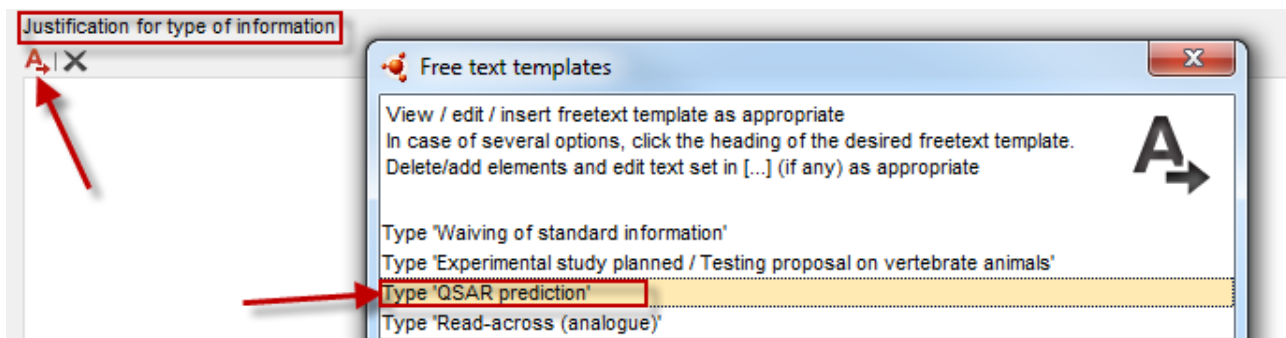 Justification for type of information
A
Free text templates
View / edit / insert freetext template as appropriate
In case of several options, click the heading of the desired freetext template.
Delete/add elements and edit text set in [...] (if any) as appropriate
A
Type 'Waiving of standard information'
Type 'Experimental study planned / Testing proposal on vertebrate animals'
Type 'QSAR prediction'
Type 'Read-across (analogue)'